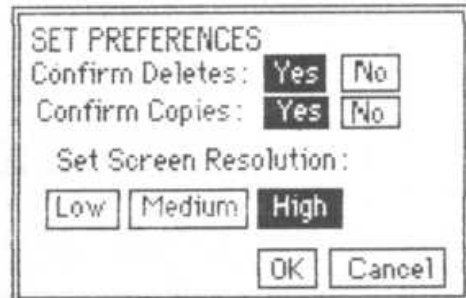 SET PREFERENCES
Confirm Deletes: Yes No
Confirm Copies: Yes No
Set Screen Resolution:
Low Medium High
OK Cancel